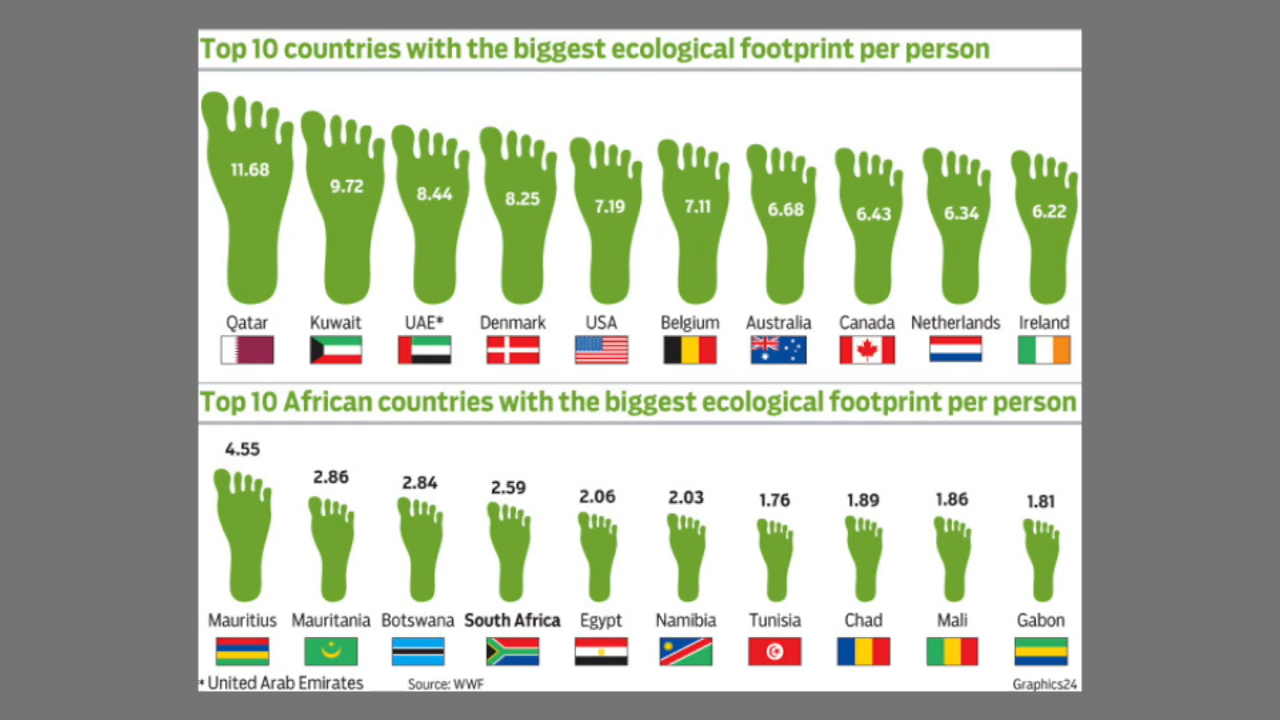 Top 10 countries with the biggest ecological footprint per person
11.68 9.72 8.44 8.25 7.19 7.11 6.68 6.43 6.34 6.22
Qatar Kuwait UAE* Denmark USA Belgium Australia Canada Netherlands Ireland
Top 10 African countries with the biggest ecological footprint per person
4.55 2.86 2.84 2.59 2.06 2.03 1.76 1.89 1.86 1.81
Mauritius Mauritania Botswana South Africa Egypt Namibia Tunisia Chad Mali Gabon
* United Arab Emirates Source: WWF Graphics24